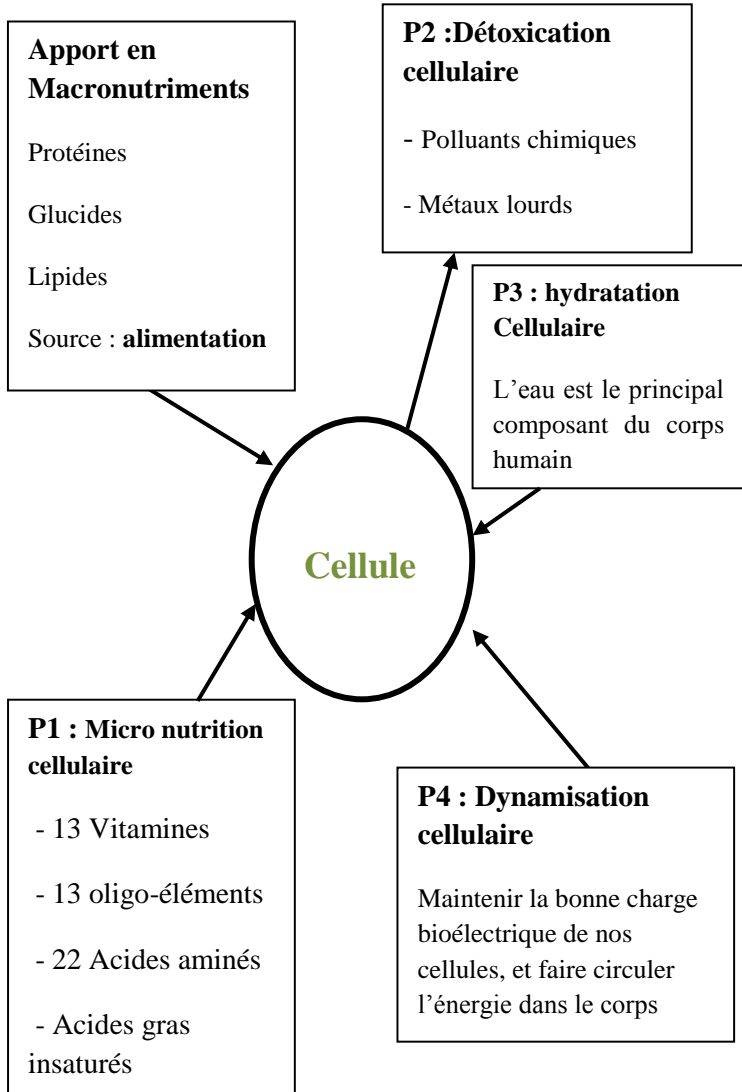 Apport en
Macronutriments
Protéines
Glucides
Lipides
Source : alimentation
P2 :Détoxication
cellulaire
- Polluants chimiques
- Métaux lourds
P3 : hydratation
Cellulaire
L’eau est le principal
composant du corps
humain
Cellule
P1 : Micro nutrition
cellulaire
- 13 Vitamines
- 13 oligo-éléments
- 22 Acides aminés
- Acides gras
insaturés
P4 : Dynamisation
cellulaire
Maintenir la bonne charge
bioélectrique de nos
cellules, et faire circuler
l’énergie dans le corps